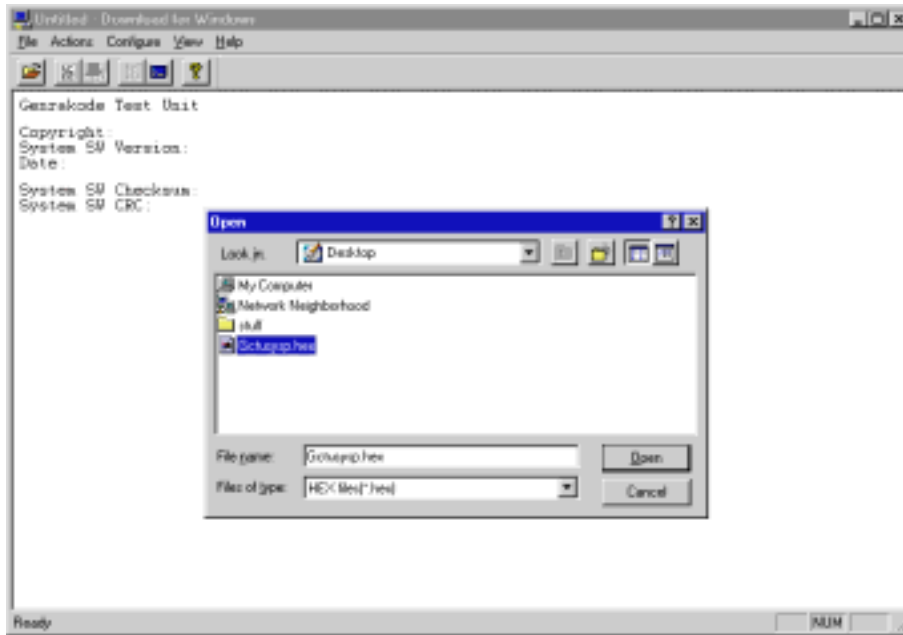 Untitled - Download for Windows
File Actions Configure View Help
Genrakode Test Unit
Copyright:
System SW Version:
Date:
System SW Checksum:
System SW CRC:
Open
Look in: Desktop
My Computer
Network Neighborhood
stuff
File name:
Open
Files of type: HEX files(*.hex)
Cancel
Ready
NUM